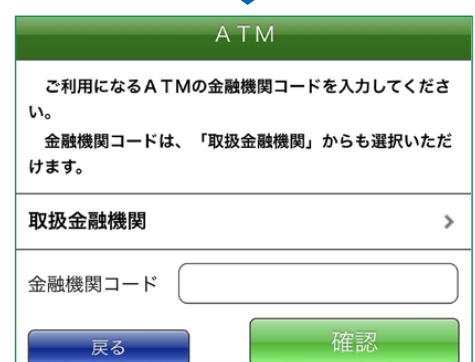 ＡＴＭ
　ご利用になるＡＴＭの金融機関コードを入力してくださ
い。
　金融機関コードは、「取扱金融機関」からも選択いただ
けます。
取扱金融機関
金融機関コード
戻る
確認